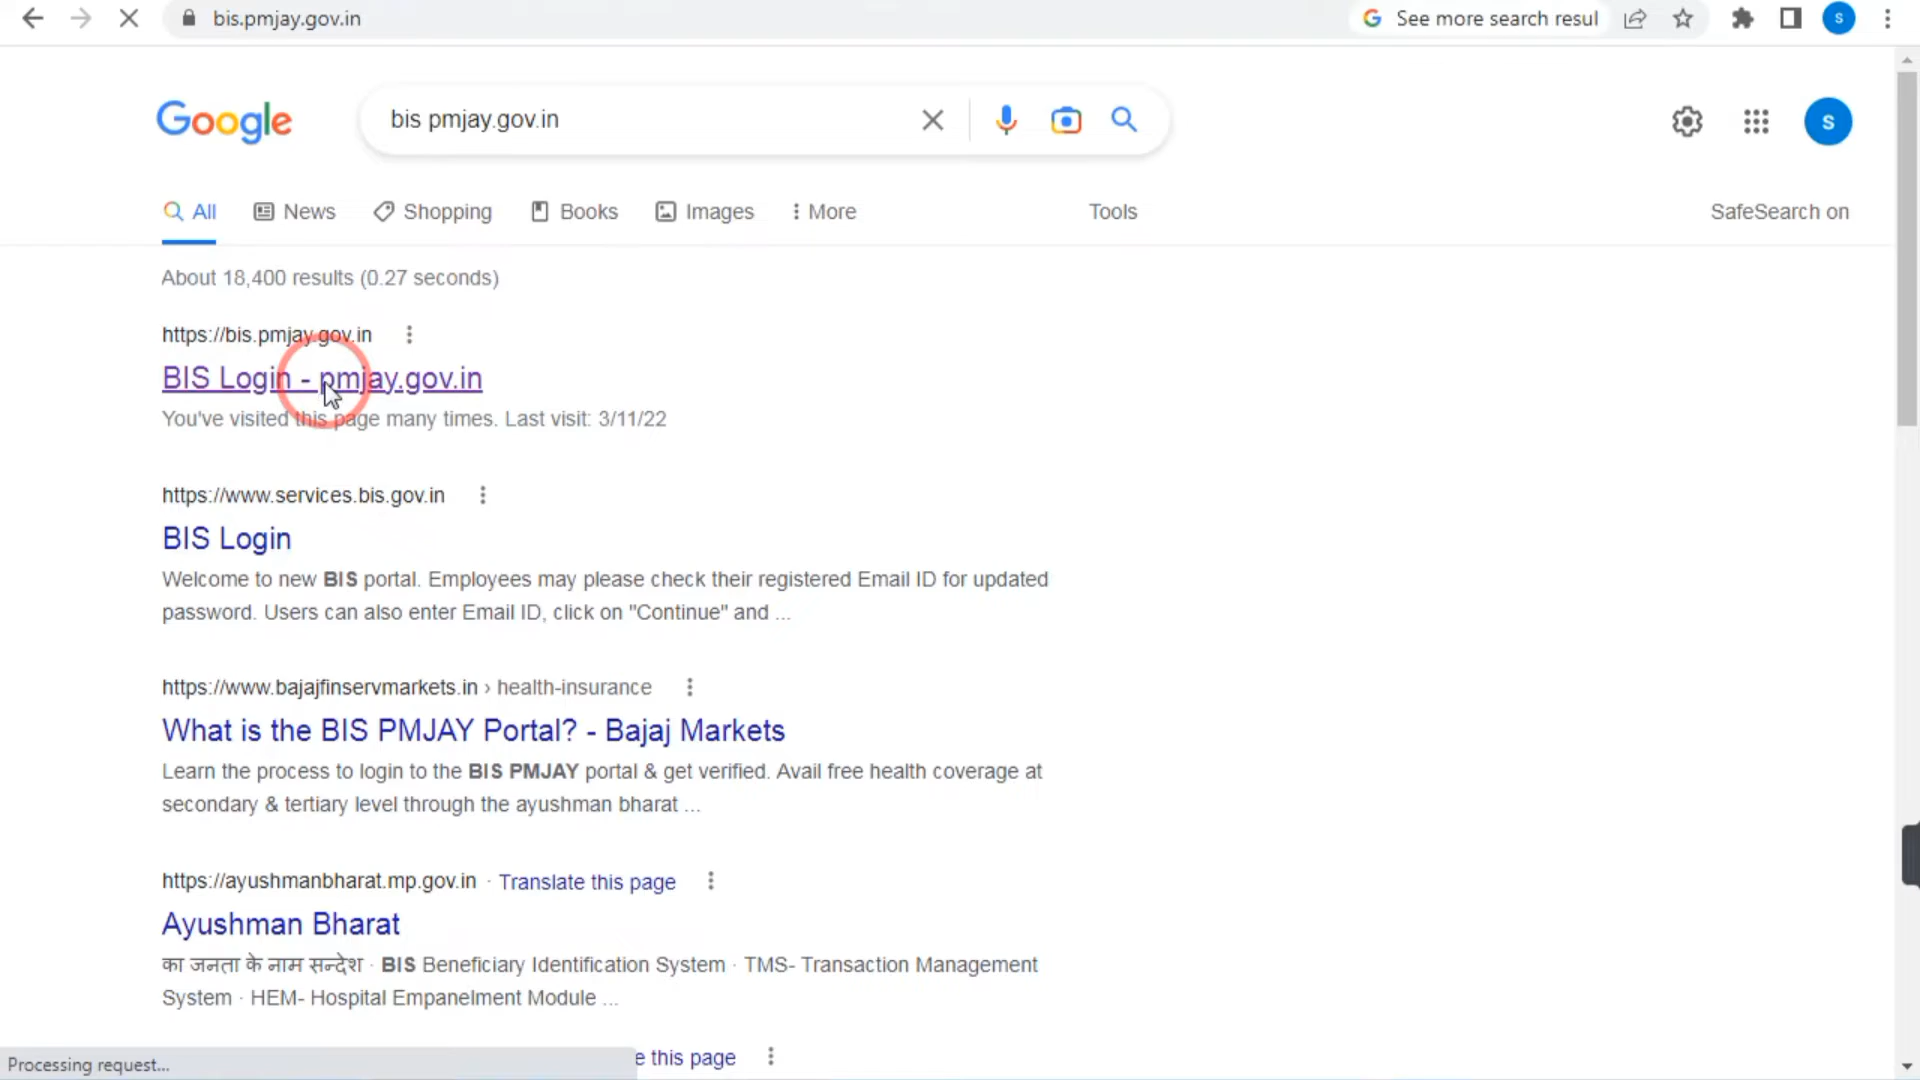 bis.pmjay.gov.in
See more search resul
S
Google
bis pmjay.gov.in
S
All
News
Shopping
Books
Images
More
Tools
SafeSearch on
About 18,400 results (0.27 seconds)
https://bis.pmjay.gov.in
BIS Login - pmjay.gov.in
You've visited this page many times. Last visit: 3/11/22
https://www.services.bis.gov.in
BIS Login
Welcome to new BIS portal. Employees may please check their registered Email ID for updated
password. Users can also enter Email ID, click on "Continue" and ...
https://www.bajajfinservmarkets.in › health-insurance
What is the BIS PMJAY Portal? - Bajaj Markets
Learn the process to login to the BIS PMJAY portal & get verified. Avail free health coverage at
secondary & tertiary level through the ayushman bharat ...
https://ayushmanbharat.mp.gov.in · Translate this page
Ayushman Bharat
का जनता के नाम सन्देश · BIS Beneficiary Identification System · TMS- Transaction Management
System · HEM- Hospital Empanelment Module ...
e this page
Processing request...